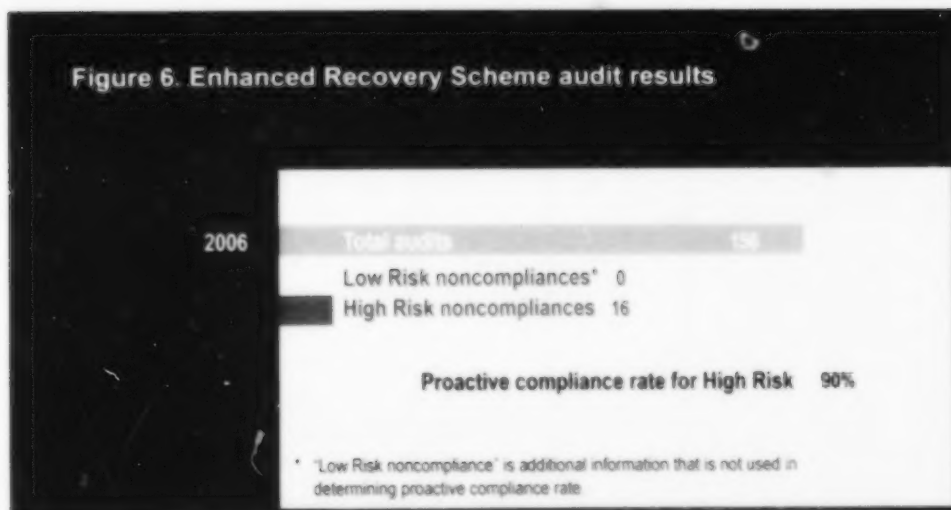 Figure 6. Enhanced Recovery Scheme audit results
2006 Total audits 156
Low Risk noncompliances* 0
High Risk noncompliances 16
Proactive compliance rate for High Risk 90%
* "Low Risk noncompliance" is additional information that is not used in
determining proactive compliance rate